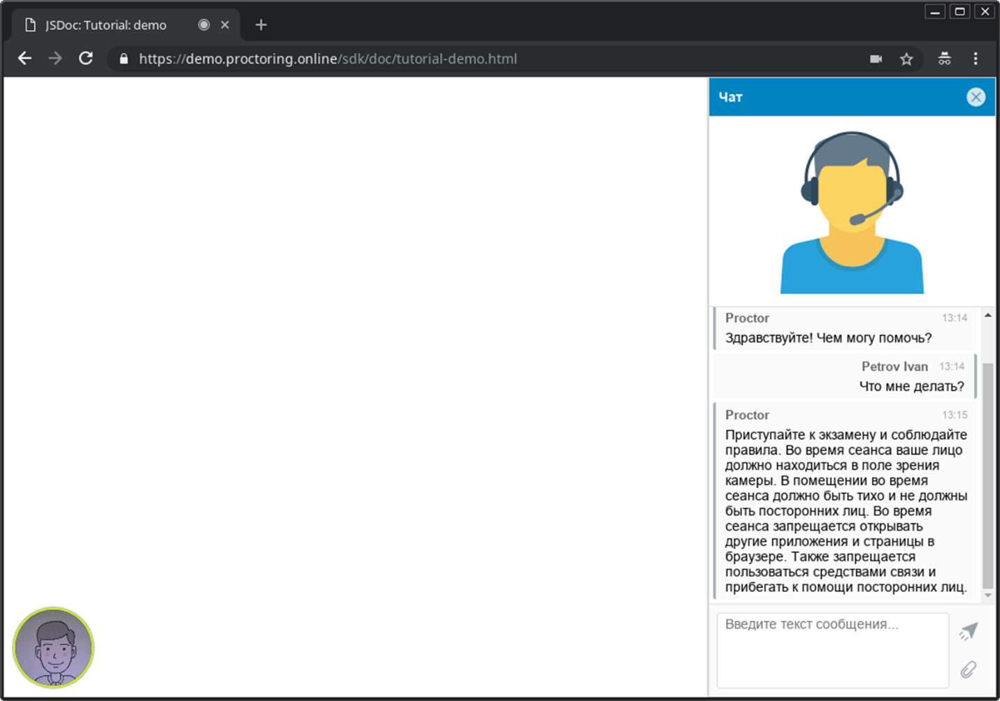 JSDoc: Tutorial: demo
https://demo.proctoring.online/sdk/doc/tutorial-demo.html
Чат
Proctor 13:14
Здравствуйте! Чем могу помочь?
Petrov Ivan 13:14
Что мне делать?
Proctor 13:15
Приступайте к экзамену и соблюдайте
правила. Во время сеанса ваше лицо
должно находиться в поле зрения
камеры. В помещении во время
сеанса должно быть тихо и не должны
быть посторонних лиц. Во время
сеанса запрещается открывать
другие приложения и страницы в
браузере. Также запрещается
пользоваться средствами связи и
прибегать к помощи посторонних лиц.
Введите текст сообщения...